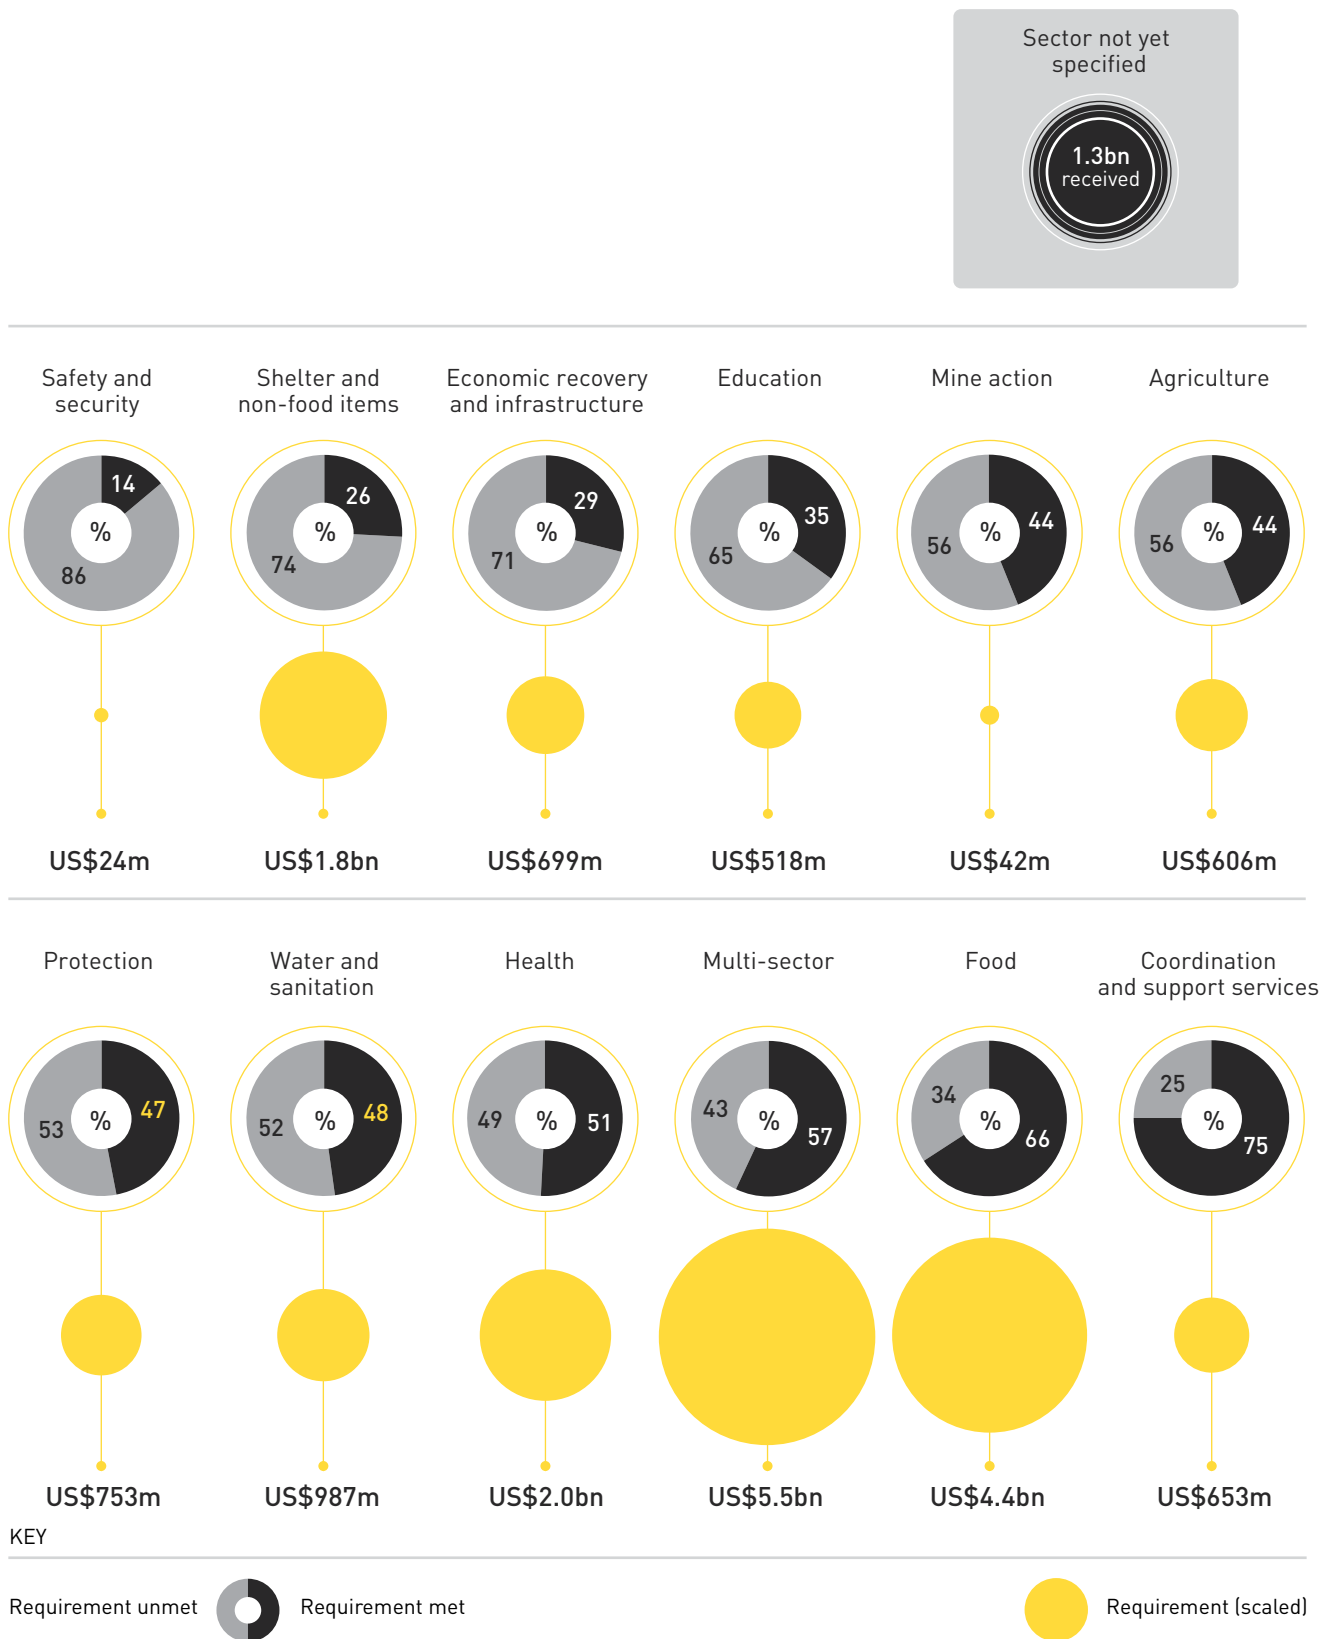 Sector not yet
specified
1.3bn
received
Safety and
security
Shelter and
non-food items
Economic recovery
and infrastructure
Education
Mine action
Agriculture
14
%
86
26
%
74
29
%
71
35
%
65
44
%
56
44
%
56
US$24m
US$1.8bn
US$699m
US$518m
US$42m
US$606m
Protection
Water and
sanitation
Health
Multi-sector
Food
Coordination
and support services
47
%
53
48
%
52
51
%
49
57
%
43
66
%
34
75
%
25
US$753m
US$987m
US$2.0bn
US$5.5bn
US$4.4bn
US$653m
KEY
Requirement unmet
Requirement met
Requirement (scaled)